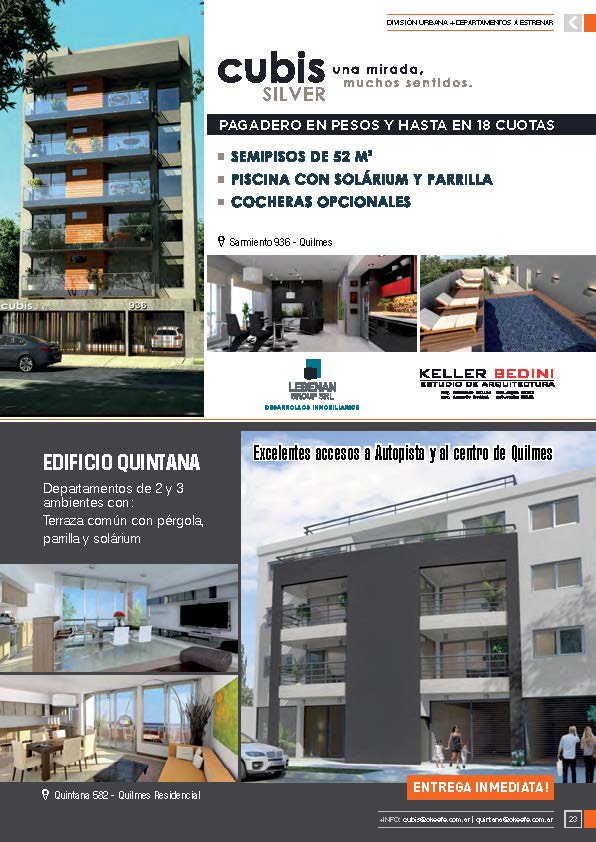 DIVISIÓN URBANA + DEPARTAMENTOS A ESTRENAR
cubis
SILVER
una mirada,
muchos sentidos.
PAGADERO EN PESOS Y HASTA EN 18 CUOTAS
SEMIPISOS DE 52 M²
PISCINA CON SOLÁRIUM Y PARRILLA
COCHERAS OPCIONALES
Sarmiento 936 - Quilmes
cubis
936
LEBENAN
GROUP SRL
DESARROLLOS INMOBILIARIOS
KELLER BEDINI
ESTUDIO DE ARQUITECTURA
EDIFICIO QUINTANA
Departamentos de 2 y 3
ambientes con:
Terraza común con pérgola,
parrilla y solárium
Excelentes accesos a Autopista y al centro de Quilmes
Quintana 582 - Quilmes Residencial
ENTREGA INMEDIATA!
+INFO: cubis@okeefe.com.ar | quintana@okeefe.com.ar
23